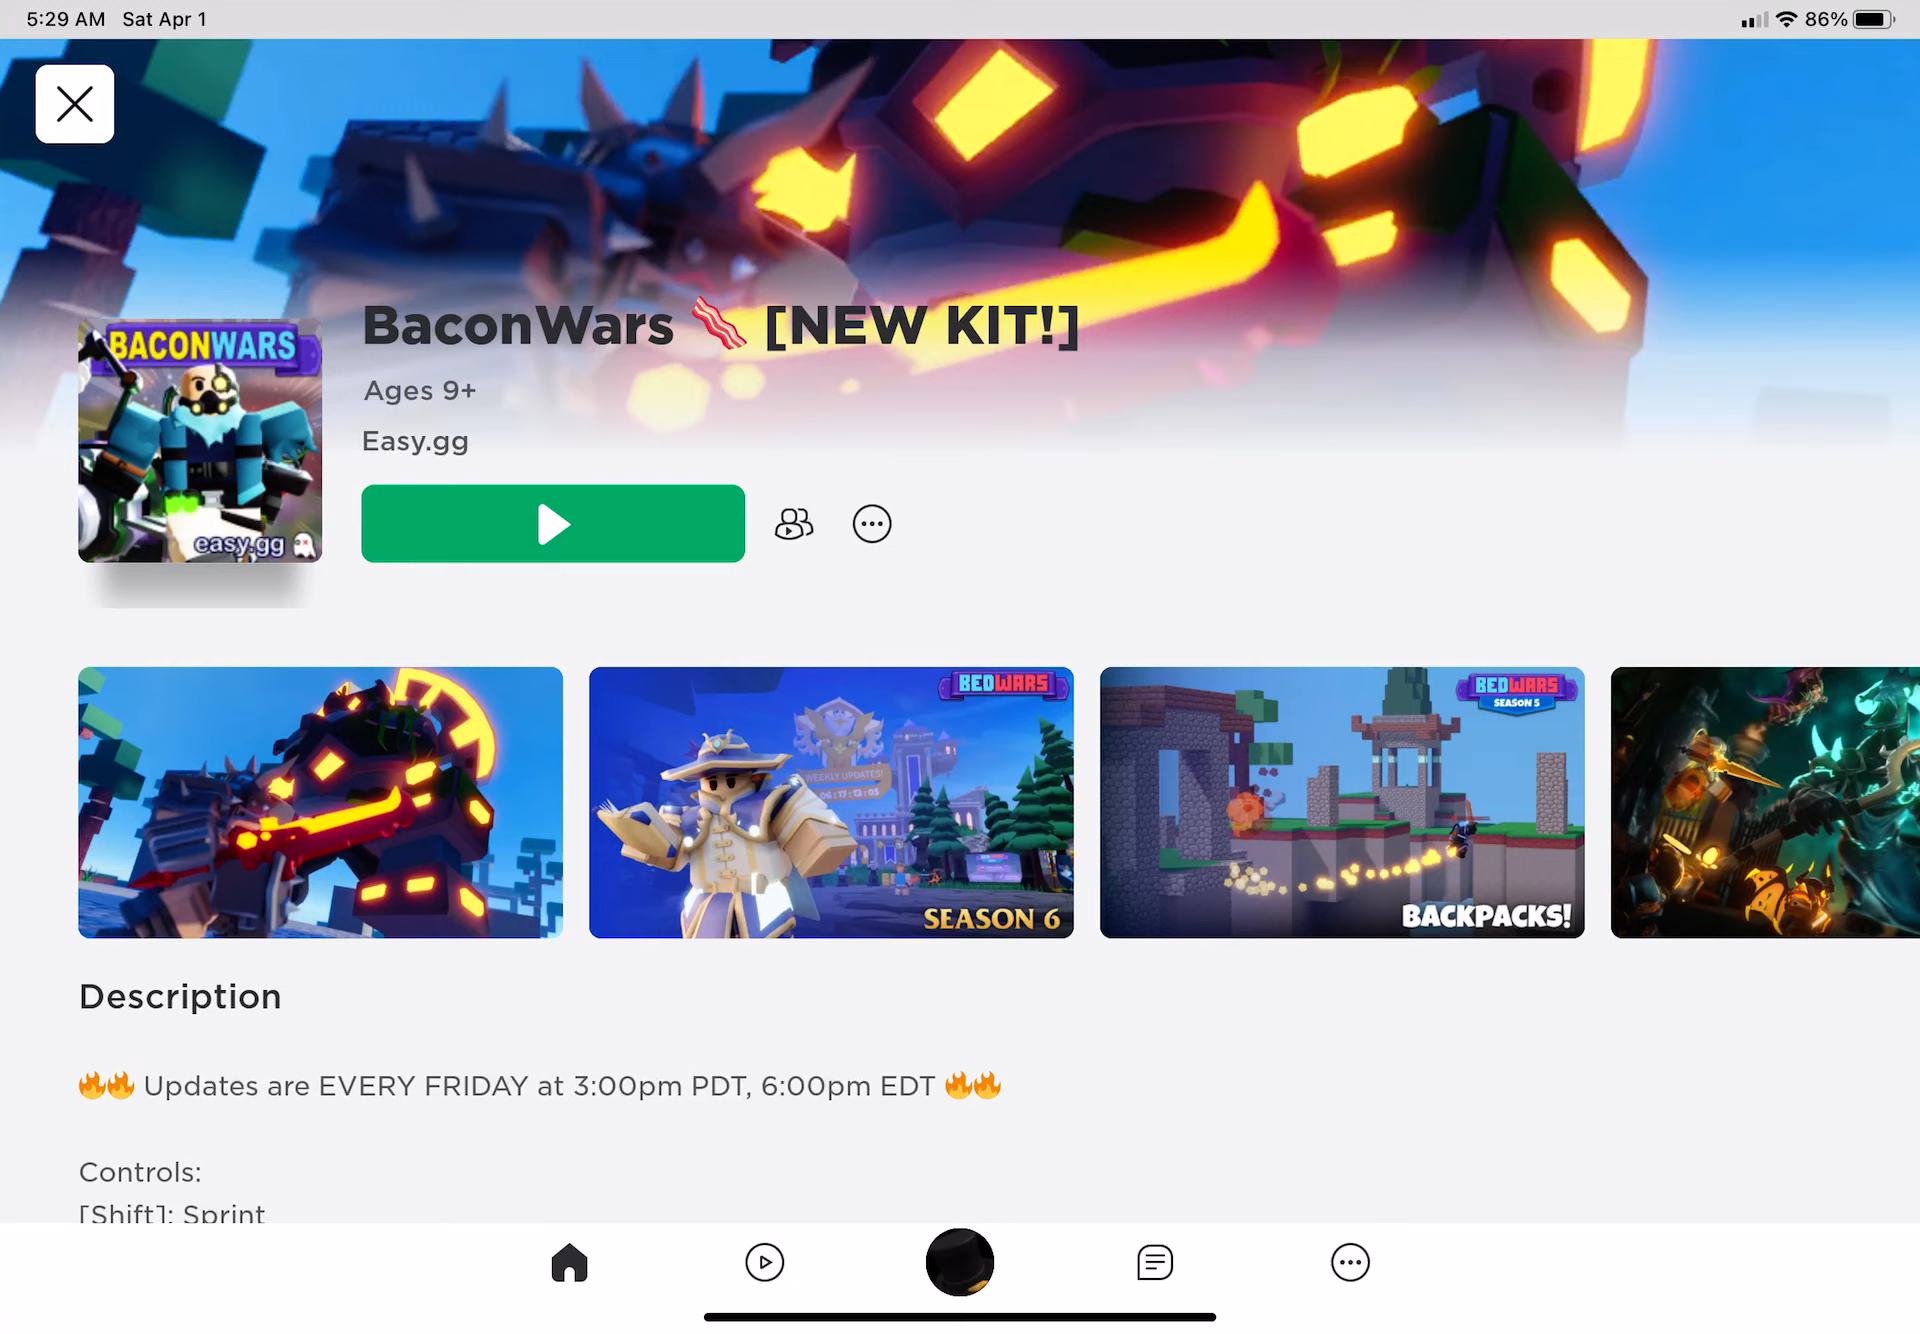 5:29 AM Sat Apr 1
86%
BaconWars 🥓 [NEW KIT!]
Ages 9+
Easy.gg
BACONWARS
easy.gg
BEDWARS
WEEKLY UPDATES!
SEASON 6
BEDWARS
SEASON 5
BACKPACKS!
Description
🔥🔥 Updates are EVERY FRIDAY at 3:00pm PDT, 6:00pm EDT 🔥🔥
Controls:
[Shift]: Sprint